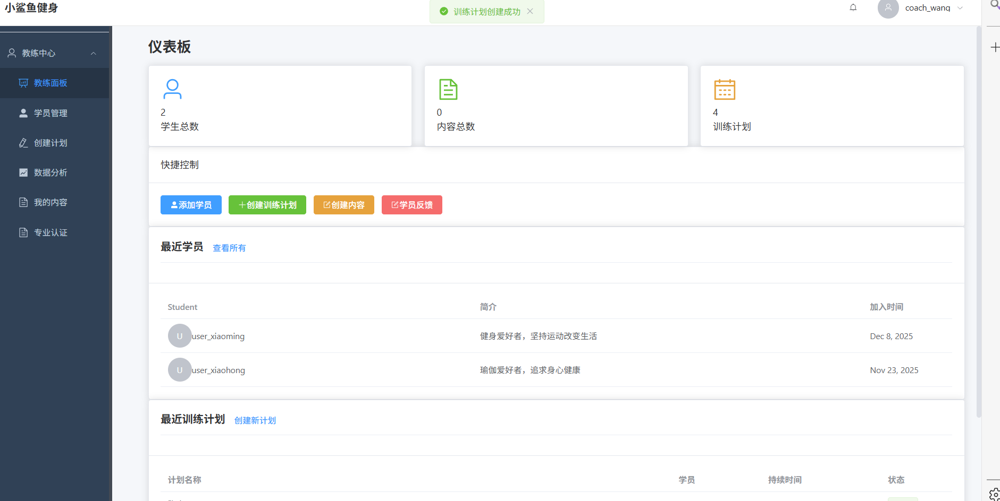 小鲨鱼健身
训练计划创建成功
coach_wang
教练中心
教练面板
学员管理
创建计划
数据分析
我的内容
专业认证
仪表板
2
学生总数
0
内容总数
4
训练计划
快捷控制
添加学员 创建训练计划 创建内容 学员反馈
最近学员 查看所有
Student 简介 加入时间
U user_xiaoming 健身爱好者，坚持运动改变生活 Dec 8, 2025
U user_xiaohong 瑜伽爱好者，追求身心健康 Nov 23, 2025
最近训练计划 创建新计划
计划名称 学员 持续时间 状态